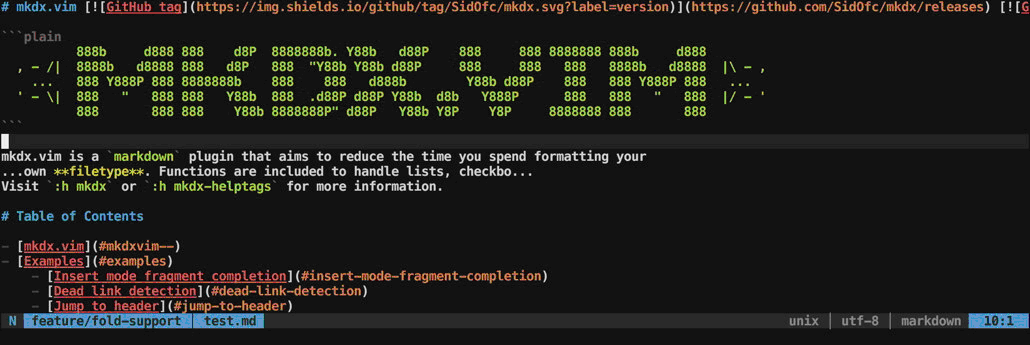 # mkdx.vim [![GitHub tag](https://img.shields.io/github/tag/SidOfc/mkdx.svg?label=version)](https://github.com/SidOfc/mkdx/releases) [![G
```plain
          888b     d888 888    d8P  8888888b. Y88b   d88P    888     888 8888888 888b     d888
  , - /|  8888b   d8888 888   d8P   888  "Y88b Y88b d88P     888     888   888   8888b   d8888  |\ - ,
    ...   888 Y888P 888 8888888b    888    888   d888b        Y88b d88P    888   888 Y888P 888   ...
  ' - \|  888   "   888 888   Y88b  888  .d88P d88P Y88b  d8b   Y888P      888   888   "   888  |/ - '
          888       888 888    Y88b 8888888P" d88P   Y88b Y8P    Y8P     8888888 888       888
```
mkdx.vim is a `markdown` plugin that aims to reduce the time you spend formatting your
...own **filetype**. Functions are included to handle lists, checkbo...
Visit `:h mkdx` or `:h mkdx-helptags` for more information.
# Table of Contents
- [mkdx.vim](#mkdxvim--)
- [Examples](#examples)
    - [Insert mode fragment completion](#insert-mode-fragment-completion)
    - [Dead link detection](#dead-link-detection)
    - [Jump to header](#jump-to-header)
N feature/fold-support test.md unix | utf-8 | markdown 10:1